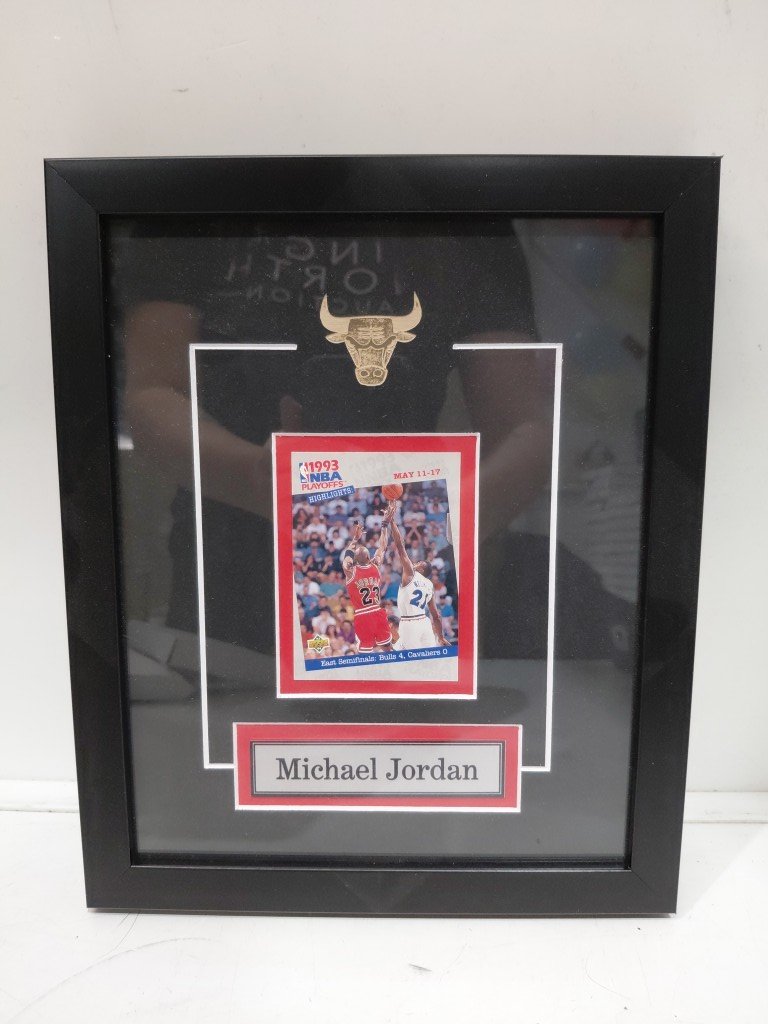 1993
NBA
PLAYOFFS
HIGHLIGHTS
MAY 11-17
JORDAN
23
East Semifinals: Bulls 4, Cavaliers 0
Michael Jordan